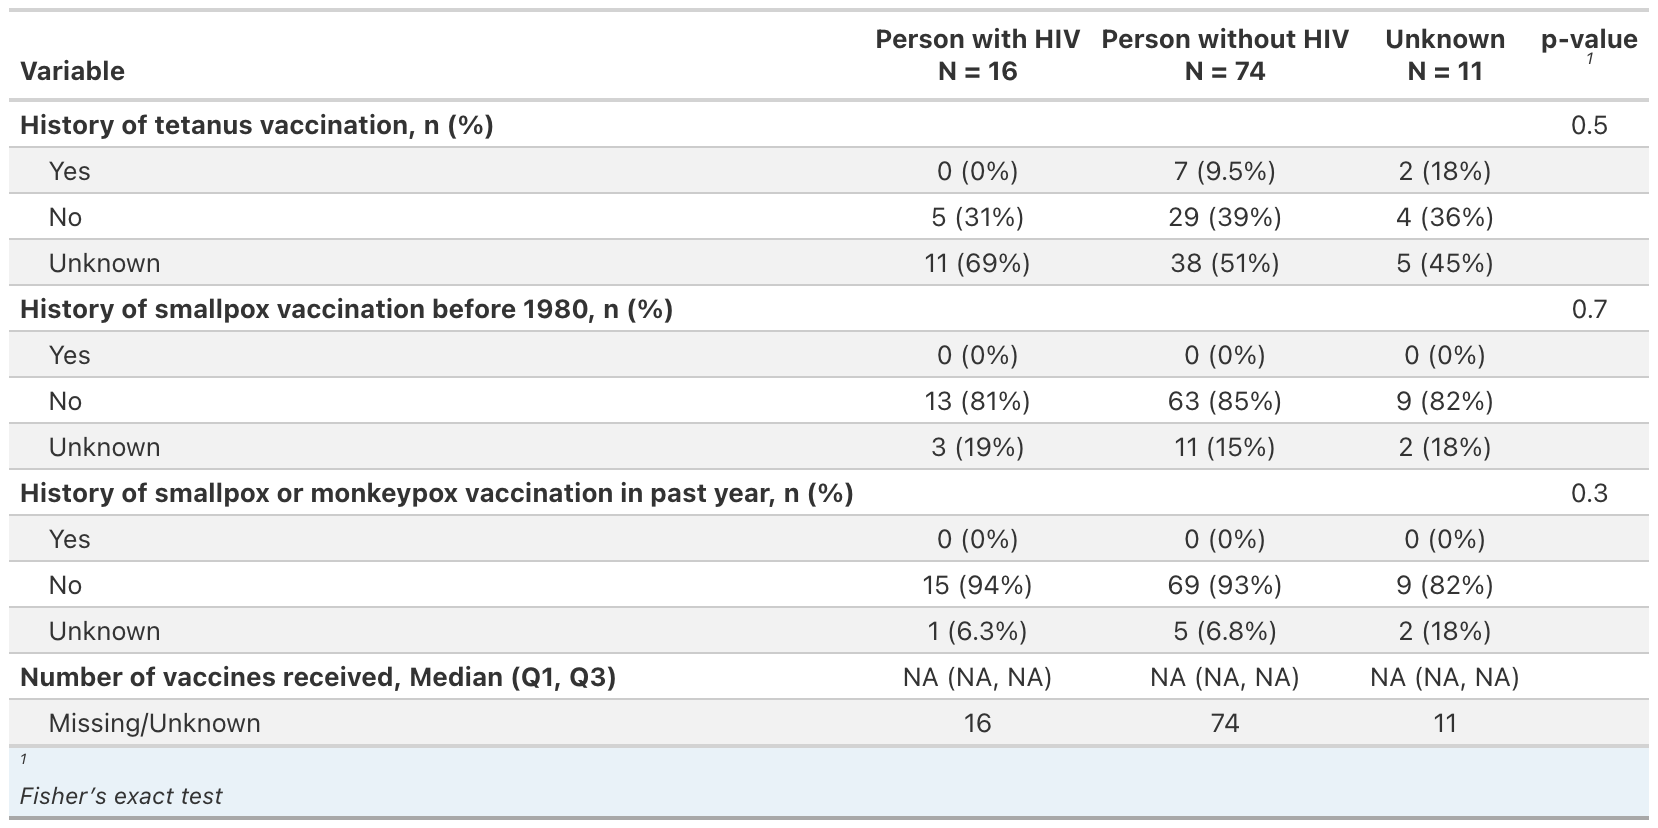 Variable Person with HIV N = 16 Person without HIV N = 74 Unknown N = 11 p-value 1
History of tetanus vaccination, n (%) 0.5
Yes 0 (0%) 7 (9.5%) 2 (18%)
No 5 (31%) 29 (39%) 4 (36%)
Unknown 11 (69%) 38 (51%) 5 (45%)
History of smallpox vaccination before 1980, n (%) 0.7
Yes 0 (0%) 0 (0%) 0 (0%)
No 13 (81%) 63 (85%) 9 (82%)
Unknown 3 (19%) 11 (15%) 2 (18%)
History of smallpox or monkeypox vaccination in past year, n (%) 0.3
Yes 0 (0%) 0 (0%) 0 (0%)
No 15 (94%) 69 (93%) 9 (82%)
Unknown 1 (6.3%) 5 (6.8%) 2 (18%)
Number of vaccines received, Median (Q1, Q3) NA (NA, NA) NA (NA, NA) NA (NA, NA)
Missing/Unknown 16 74 11
1
Fisher’s exact test